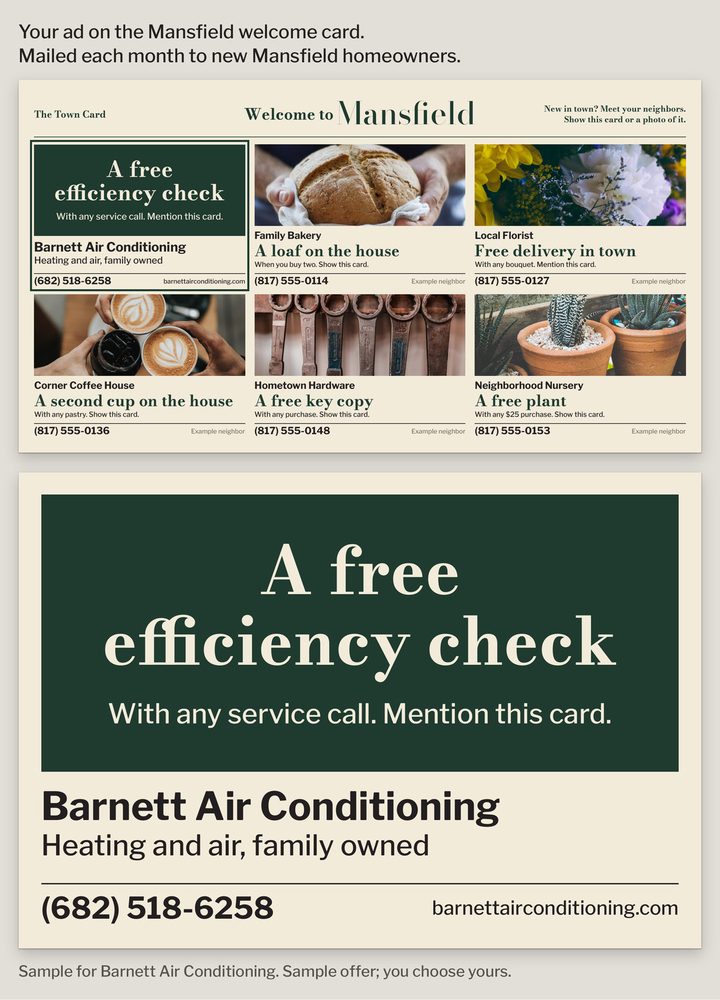 Your ad on the Mansfield welcome card.
Mailed each month to new Mansfield homeowners.
The Town Card
Welcome to Mansfield
New in town? Meet your neighbors.
Show this card or a photo of it.
A free
efficiency check
With any service call. Mention this card.
Barnett Air Conditioning
Heating and air, family owned
(682) 518-6258
barnettairconditioning.com
Family Bakery
A loaf on the house
When you buy two. Show this card.
(817) 555-0114
Example neighbor
Local Florist
Free delivery in town
With any bouquet. Mention this card.
(817) 555-0127
Example neighbor
Corner Coffee House
A second cup on the house
With any pastry. Show this card.
(817) 555-0136
Example neighbor
Hometown Hardware
A free key copy
With any purchase. Show this card.
(817) 555-0148
Example neighbor
Neighborhood Nursery
A free plant
With any $25 purchase. Show this card.
(817) 555-0153
Example neighbor
A free
efficiency check
With any service call. Mention this card.
Barnett Air Conditioning
Heating and air, family owned
(682) 518-6258
barnettairconditioning.com
Sample for Barnett Air Conditioning. Sample offer; you choose yours.